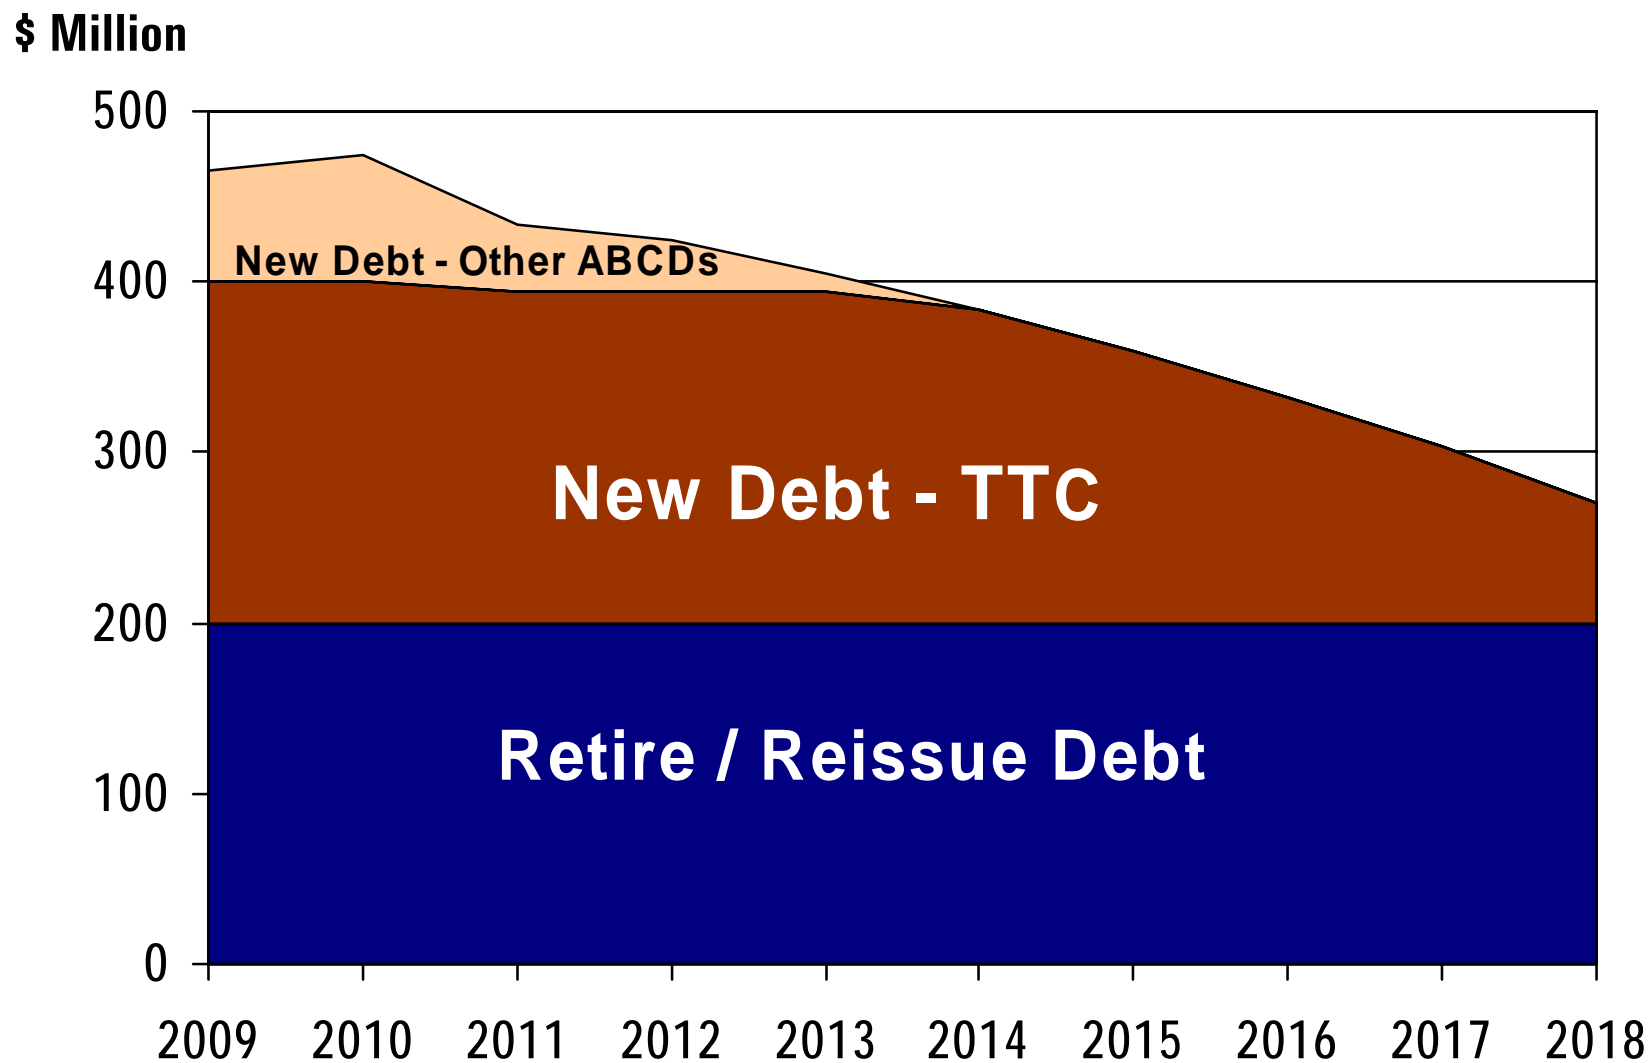 $ Million
500
New Debt - Other ABCDs
400
300
New Debt - TTC
200
Retire / Reissue Debt
100
0
2009 2010 2011 2012 2013 2014 2015 2016 2017 2018